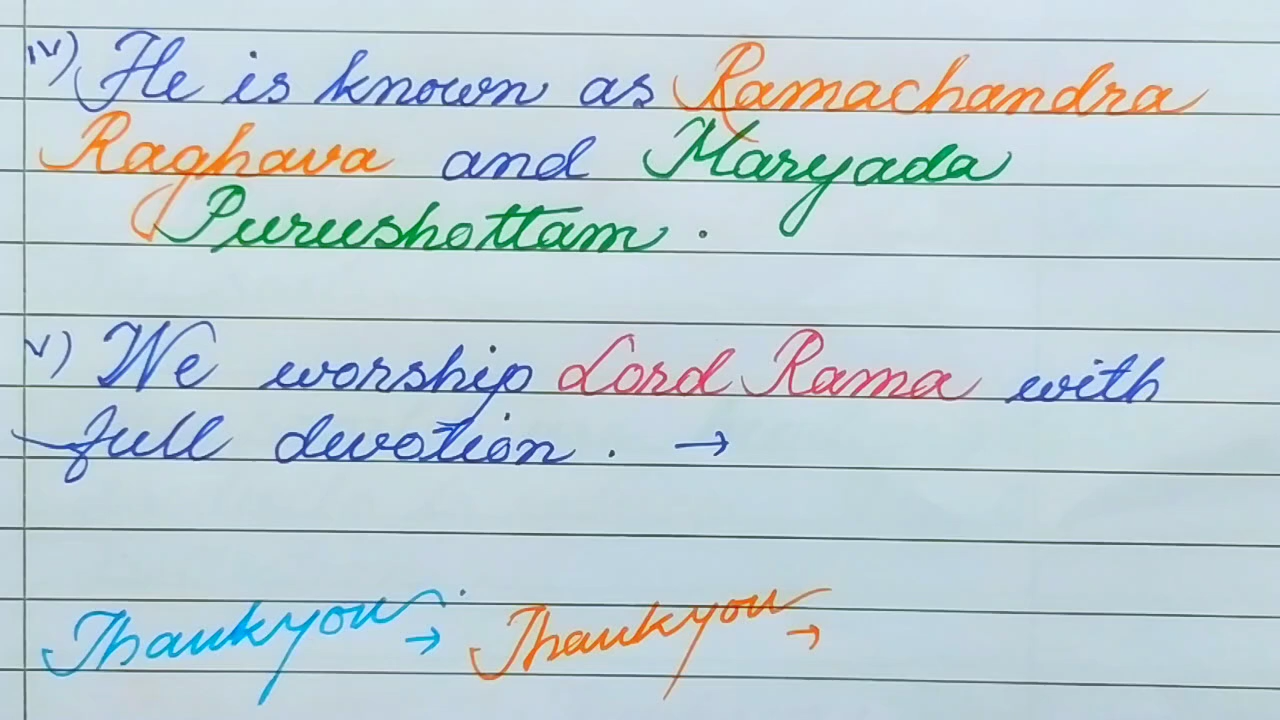 iv) He is known as Ramachandra
Raghava and Maryada
Purushottam .
v) We worship Lord Rama with
full devotion . →
Thankyou → Thankyou →